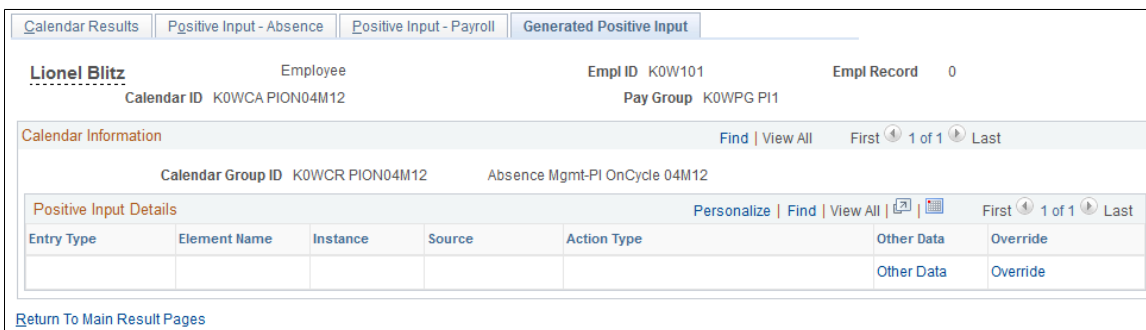 Calendar Results Positive Input - Absence Positive Input - Payroll Generated Positive Input
Lionel Blitz Employee Empl ID K0W101 Empl Record 0
Calendar ID K0WCA PION04M12 Pay Group K0WPG PI1
Calendar Information Find | View All First 1 of 1 Last
Calendar Group ID K0WCR PION04M12 Absence Mgmt-PI OnCycle 04M12
Positive Input Details Personalize | Find | View All | | First 1 of 1 Last
Entry Type Element Name Instance Source Action Type Other Data Override
Other Data Override
Return To Main Result Pages